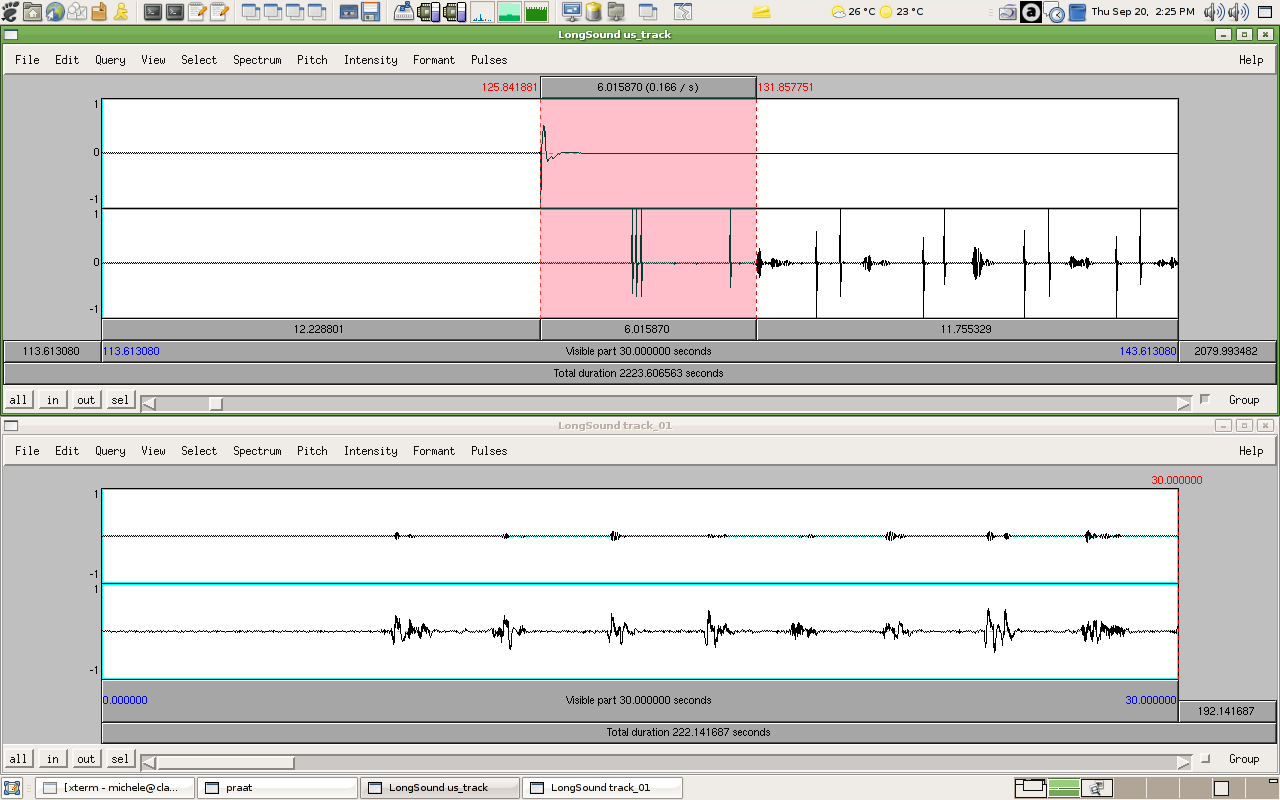 26 °C 23 °C a Thu Sep 20, 2:25 PM
LongSound us_track
File Edit Query View Select Spectrum Pitch Intensity Formant Pulses Help
125.841881 6.015870 (0.166 / s) 131.857751
1
0
-1
1
0
-1
12.228801 6.015870 11.755329
113.613080 113.613080 Visible part 30.000000 seconds 143.613080 2079.993482
Total duration 2223.606563 seconds
all in out sel Group
LongSound track_01
File Edit Query View Select Spectrum Pitch Intensity Formant Pulses Help
30.000000
1
-1
1
-1
0.000000 Visible part 30.000000 seconds 30.000000
192.141687
Total duration 222.141687 seconds
all in out sel Group
[xterm - michele@cla... praat LongSound us_track LongSound track_01